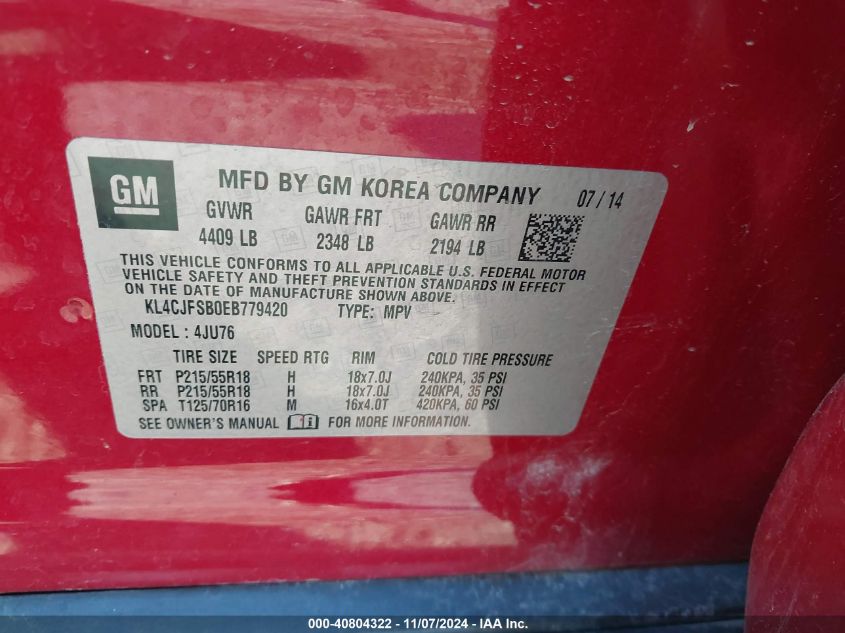 GM MFD BY GM KOREA COMPANY 07 / 14
GVWR GAWR FRT GAWR RR
4409 LB 2348 LB 2194 LB
THIS VEHICLE CONFORMS TO ALL APPLICABLE U.S. FEDERAL MOTOR
VEHICLE SAFETY AND THEFT PREVENTION STANDARDS IN EFFECT
ON THE DATE OF MANUFACTURE SHOWN ABOVE.
KL4CJFSB0EB779420 TYPE: MPV
MODEL : 4JU76
TIRE SIZE SPEED RTG RIM COLD TIRE PRESSURE
FRT P215/55R18 H 18x7.0J 240KPA, 35 PSI
RR P215/55R18 H 18x7.0J 240KPA, 35 PSI
SPA T125/70R16 M 16x4.0T 420KPA, 60 PSI
SEE OWNER'S MANUAL i FOR MORE INFORMATION.
000-40804322 - 11/07/2024 - © Copyright 2024 IAA, Inc.